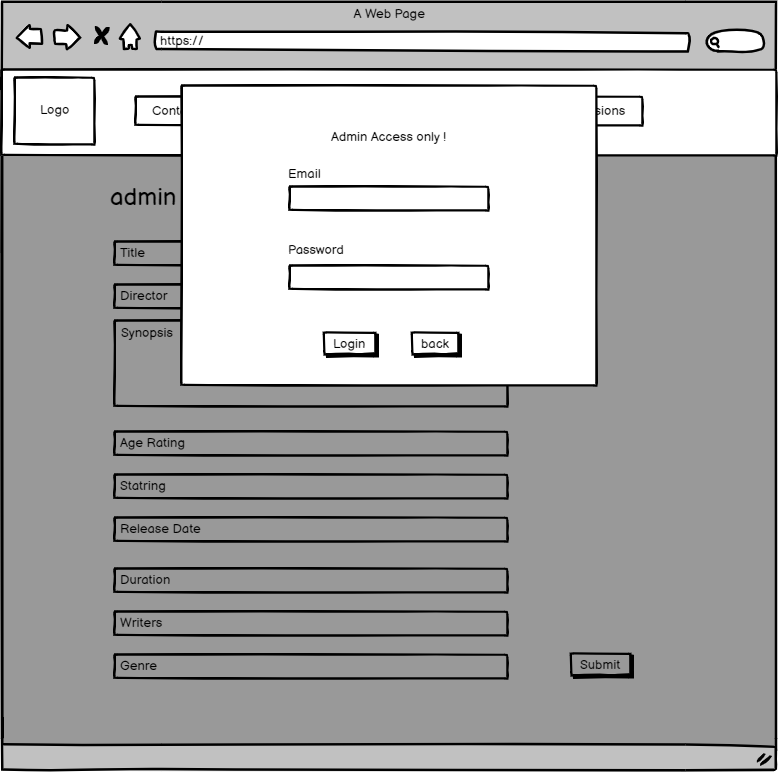 A Web Page
https://
Logo
Cont
sions
Admin Access only !
Email
admin
Password
Title
Director
Synopsis
Login
back
Age Rating
Statring
Release Date
Duration
Writers
Genre
Submit